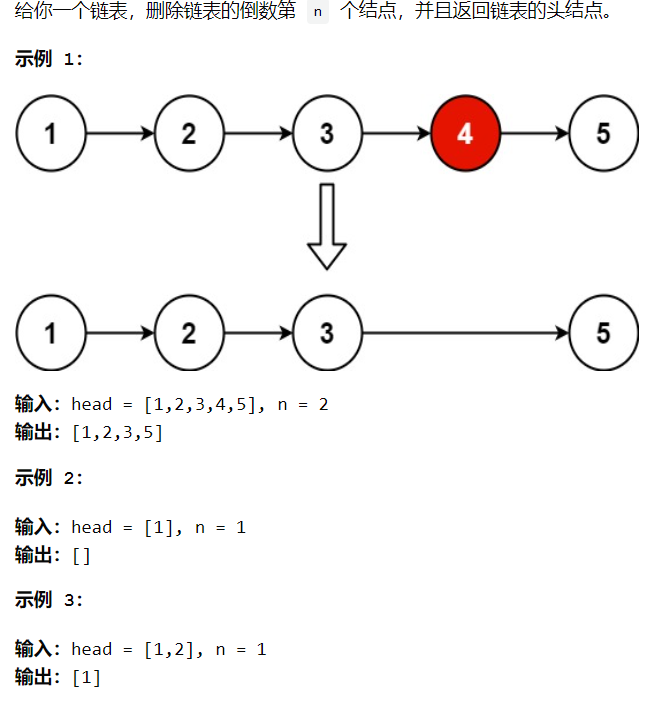 给你一个链表，删除链表的倒数第 n 个结点，并且返回链表的头结点。
示例 1：
1 2 3 4 5
1 2 3 5
输入：head = [1,2,3,4,5], n = 2
输出：[1,2,3,5]
示例 2：
输入：head = [1], n = 1
输出：[]
示例 3：
输入：head = [1,2], n = 1
输出：[1]